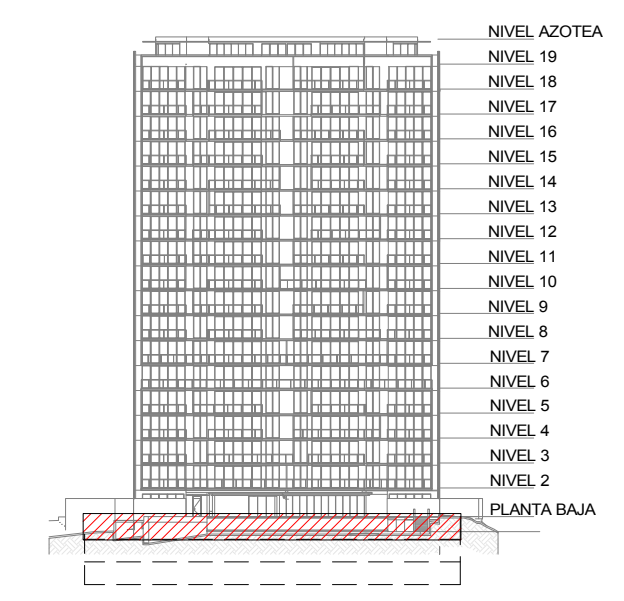 NIVEL AZOTEA
NIVEL 19
NIVEL 18
NIVEL 17
NIVEL 16
NIVEL 15
NIVEL 14
NIVEL 13
NIVEL 12
NIVEL 11
NIVEL 10
NIVEL 9
NIVEL 8
NIVEL 7
NIVEL 6
NIVEL 5
NIVEL 4
NIVEL 3
NIVEL 2
PLANTA BAJA